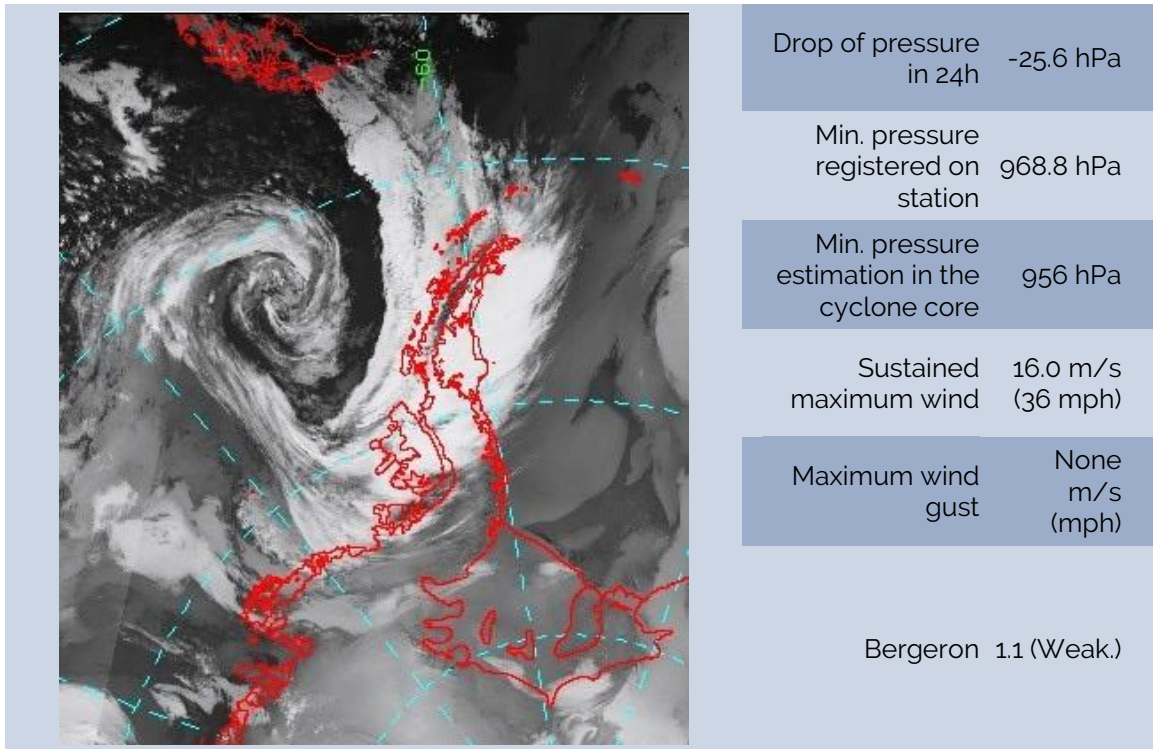 -60
Drop of pressure
in 24h
-25.6 hPa
Min. pressure
registered on
station
968.8 hPa
Min. pressure
estimation in the
cyclone core
956 hPa
Sustained
maximum wind
16.0 m/s
(36 mph)
Maximum wind
gust
None
m/s
(mph)
Bergeron
1.1 (Weak.)